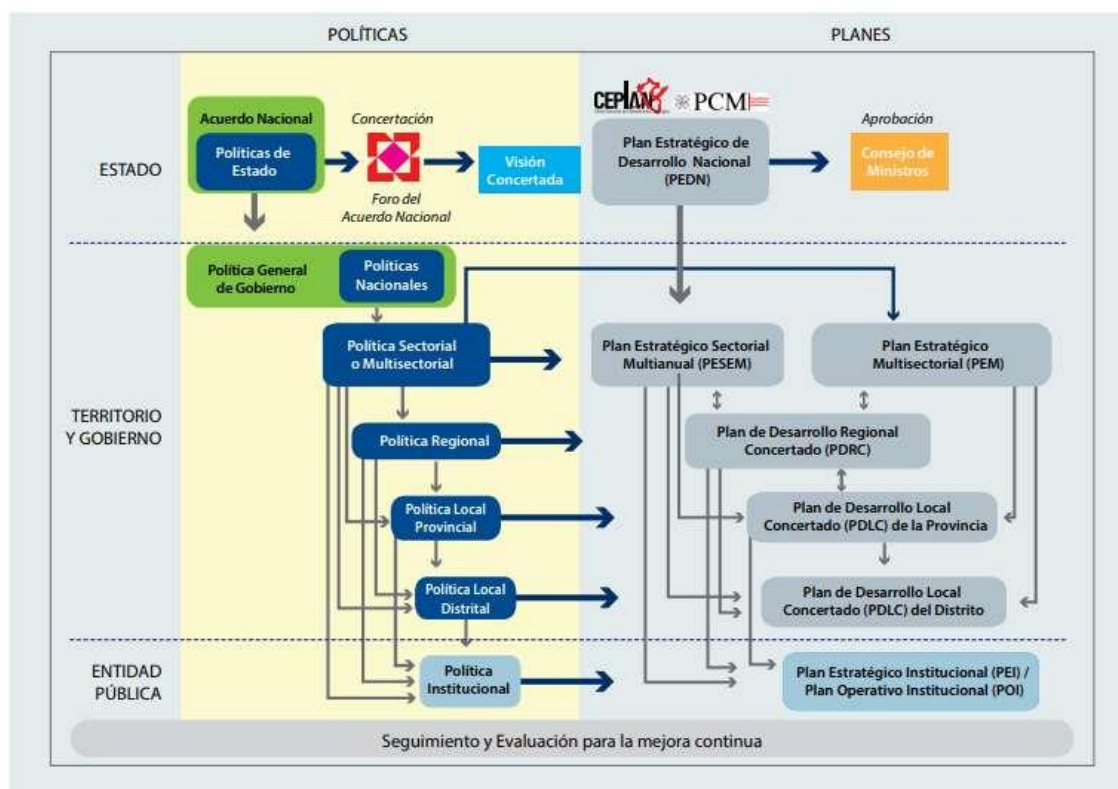 POLÍTICAS
PLANES
ESTADO
Acuerdo Nacional
Políticas de
Estado
Concertación
Foro del
Acuerdo Nacional
Visión
Concertada
CEPLAN
PCM
Plan Estratégico de
Desarrollo Nacional
(PEDN)
Aprobación
Consejo de
Ministros
TERRITORIO
Y GOBIERNO
Política General
de Gobierno
Políticas
Nacionales
Política Sectorial
o Multisectorial
Plan Estratégico Sectorial
Multianual (PESEM)
Plan Estratégico
Multisectorial (PEM)
Política Regional
Plan de Desarrollo Regional
Concertado (PDRC)
Política Local
Provincial
Plan de Desarrollo Local
Concertado (PDLC) de la Provincia
Política Local
Distrital
Plan de Desarrollo Local
Concertado (PDLC) del Distrito
ENTIDAD
PÚBLICA
Política
Institucional
Plan Estratégico Institucional (PEI) /
Plan Operativo Institucional (POI)
Seguimiento y Evaluación para la mejora continua